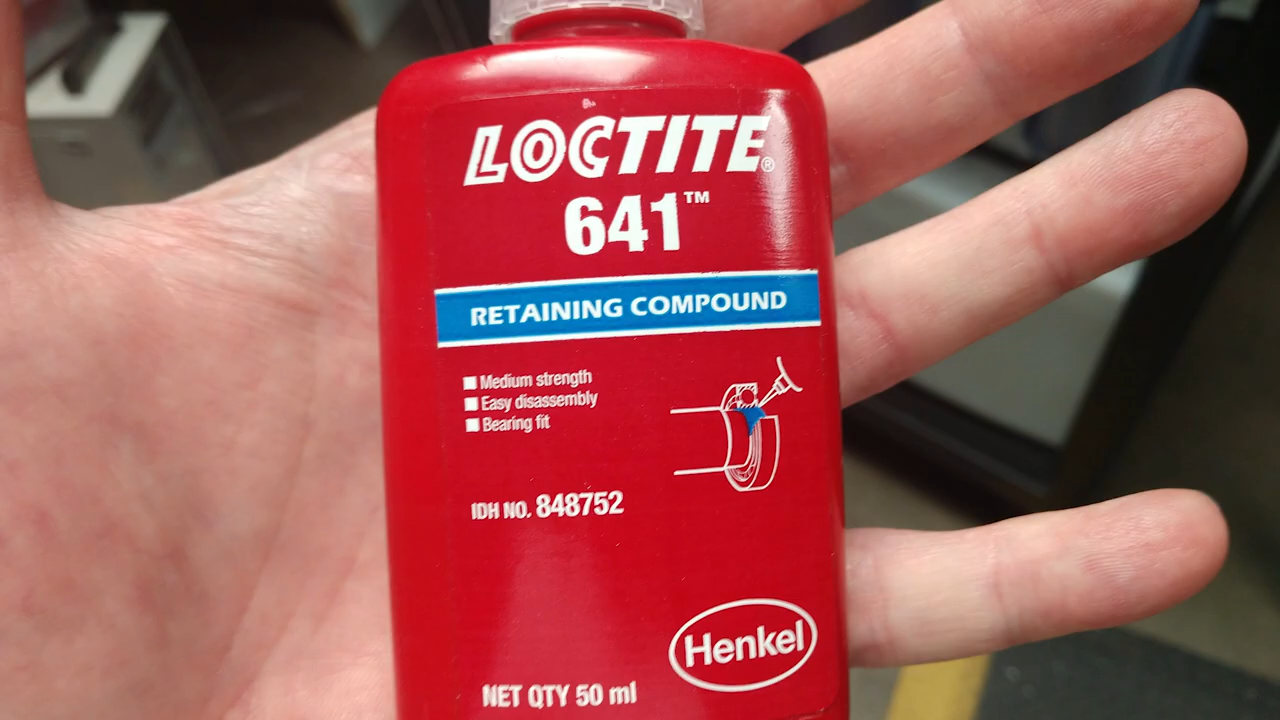 LOCTITE®
641™
RETAINING COMPOUND
Medium strength
Easy disassembly
Bearing fit
IDH NO. 848752
Henkel
NET QTY 50 ml